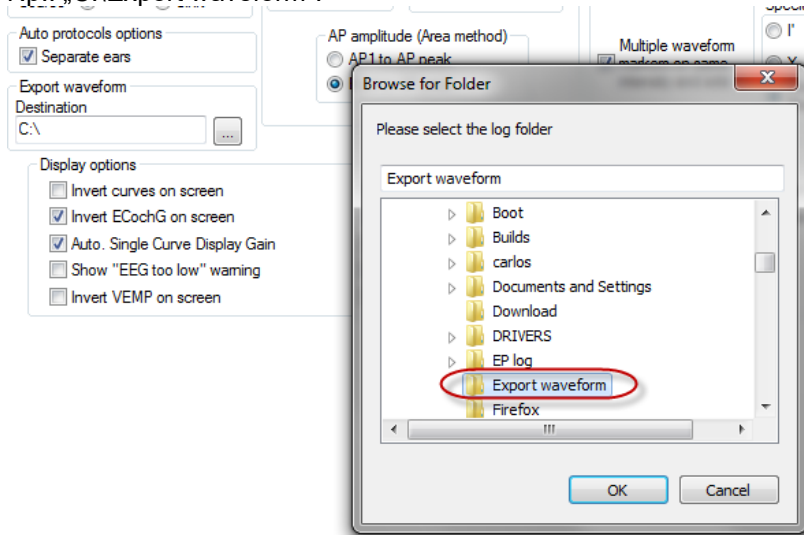 Auto protocols options
Separate ears
Export waveform
Destination
C:\
...
AP amplitude (Area method)
AP1 to AP peak
Multiple waveform
Display options
Invert curves on screen
Invert ECochG on screen
Auto. Single Curve Display Gain
Show "EEG too low" warning
Invert VEMP on screen
Browse for Folder
Please select the log folder
Export waveform
Boot
Builds
carlos
Documents and Settings
Download
DRIVERS
EP log
Export waveform
Firefox
OK
Cancel